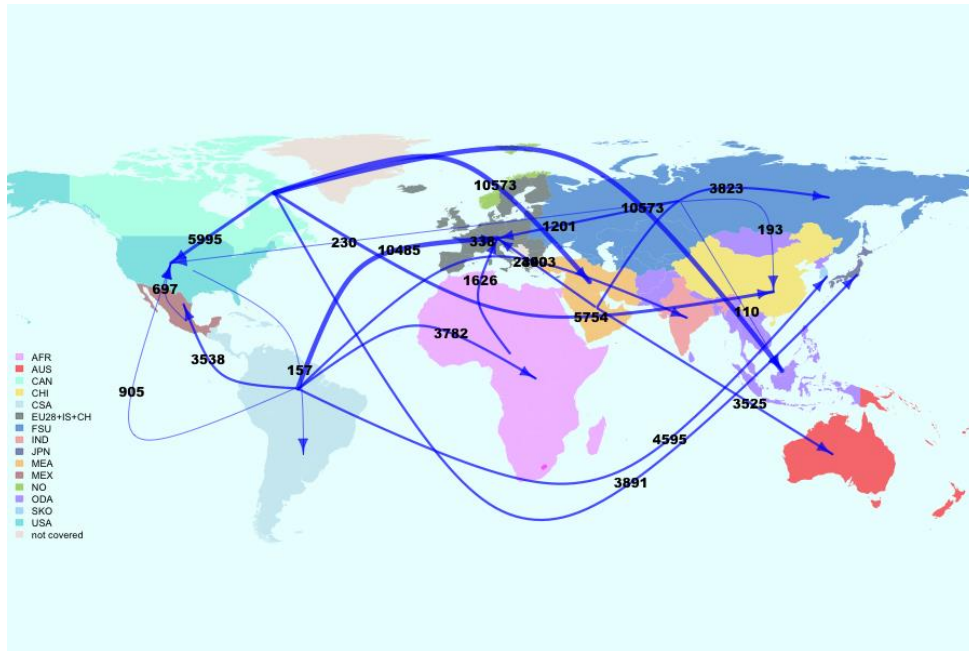 10573
3823
10573
1201
193
5995
230
10485
338
1626
697
110
5754
3782
3538
157
905
3525
4595
3891
AFR
AUS
CAN
CHI
CSA
EU28+IS+CH
FSU
IND
JPN
MEA
MEX
NO
ODA
SKO
USA
not covered